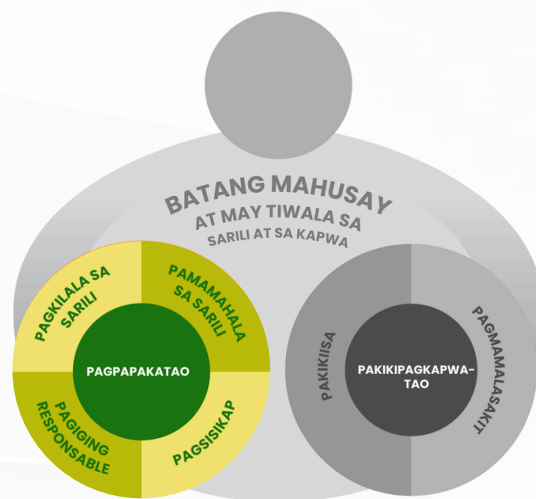 BATANG MAHUSAY
AT MAY TIWALA SA
SARILI AT SA KAPWA
PAGKILALA SA
SARILI
PAMAMAHALA
SA SARILI
PAGPAPAKATAO
PAGIGING
RESPONSABLE
PAGSISIKAP
PAKIKIISA
PAKIKIPAGKAPWA-
TAO
PAGMAMALASAKIT